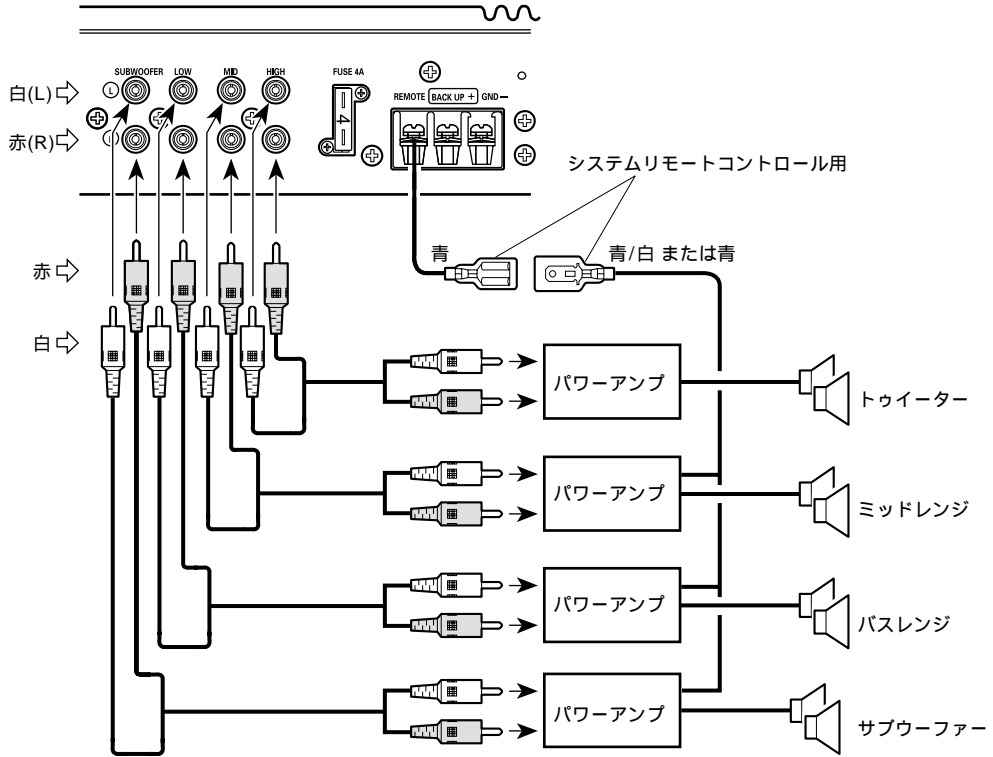 SUBWOOFER LOW MID HIGH FUSE 4A
白(L)
L
REMOTE BACK UP + GND −
4
赤(R)
システムリモートコントロール用
青
青/白 または青
赤
白
パワーアンプ
トゥイーター
パワーアンプ
ミッドレンジ
パワーアンプ
バスレンジ
パワーアンプ
サブウーファー